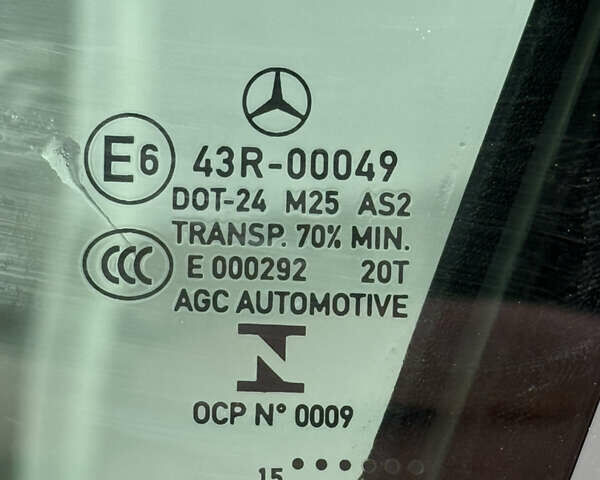 E6 43R-00049
DOT-24 M25 AS2
TRANSP. 70% MIN.
CCC E 000292 20T
AGC AUTOMOTIVE
OCP N° 0009
15